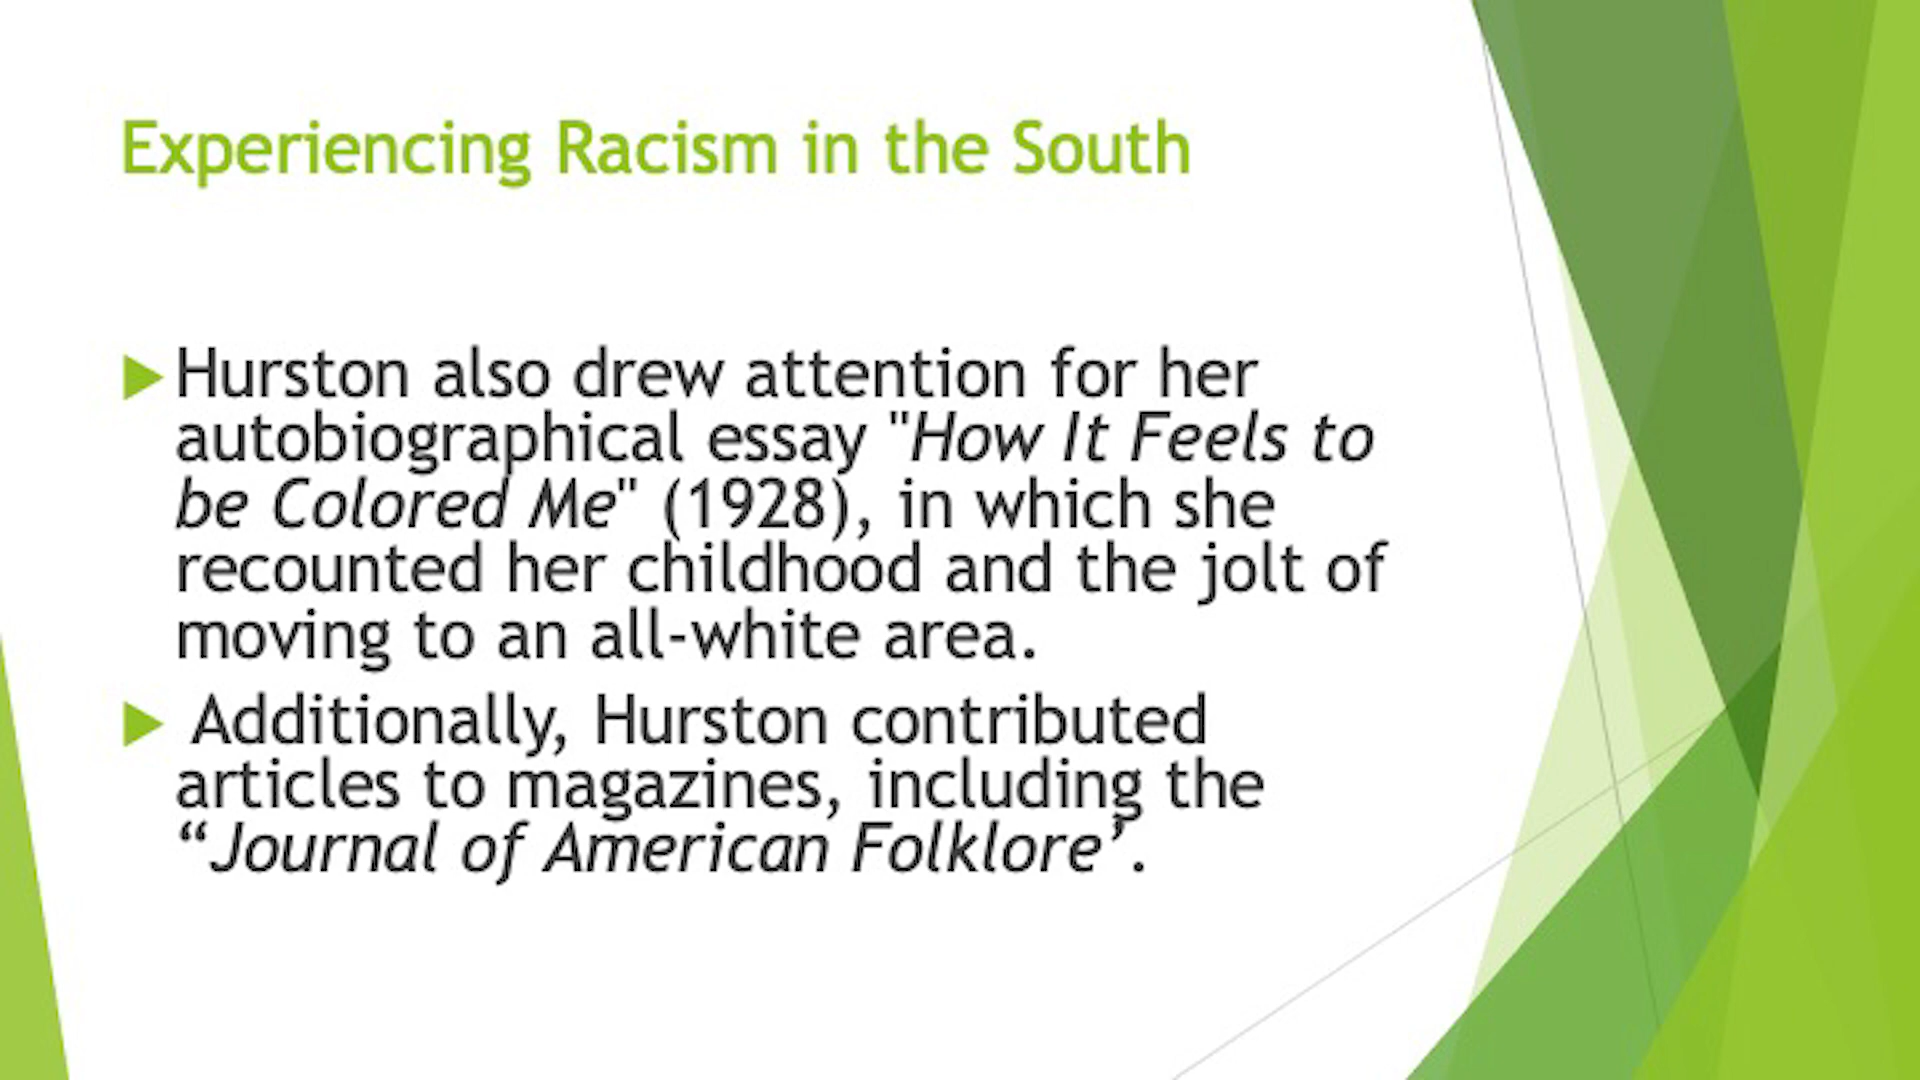 Experiencing Racism in the South
Hurston also drew attention for her
autobiographical essay "How It Feels to
be Colored Me" (1928), in which she
recounted her childhood and the jolt of
moving to an all-white area.
Additionally, Hurston contributed
articles to magazines, including the
“Journal of American Folklore’.